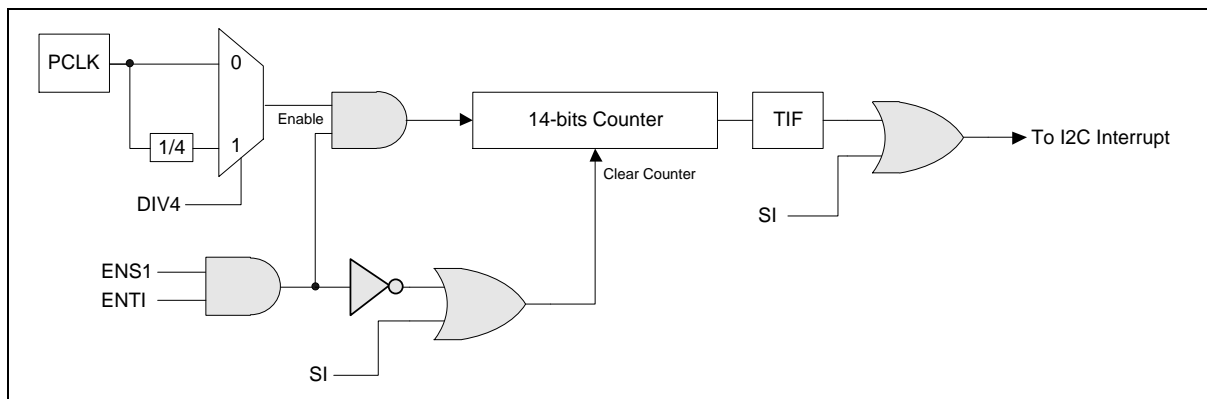 PCLK
0
1/4
1
DIV4
Enable
14-bits Counter
TIF
To I2C Interrupt
Clear Counter
SI
ENS1
ENTI
SI